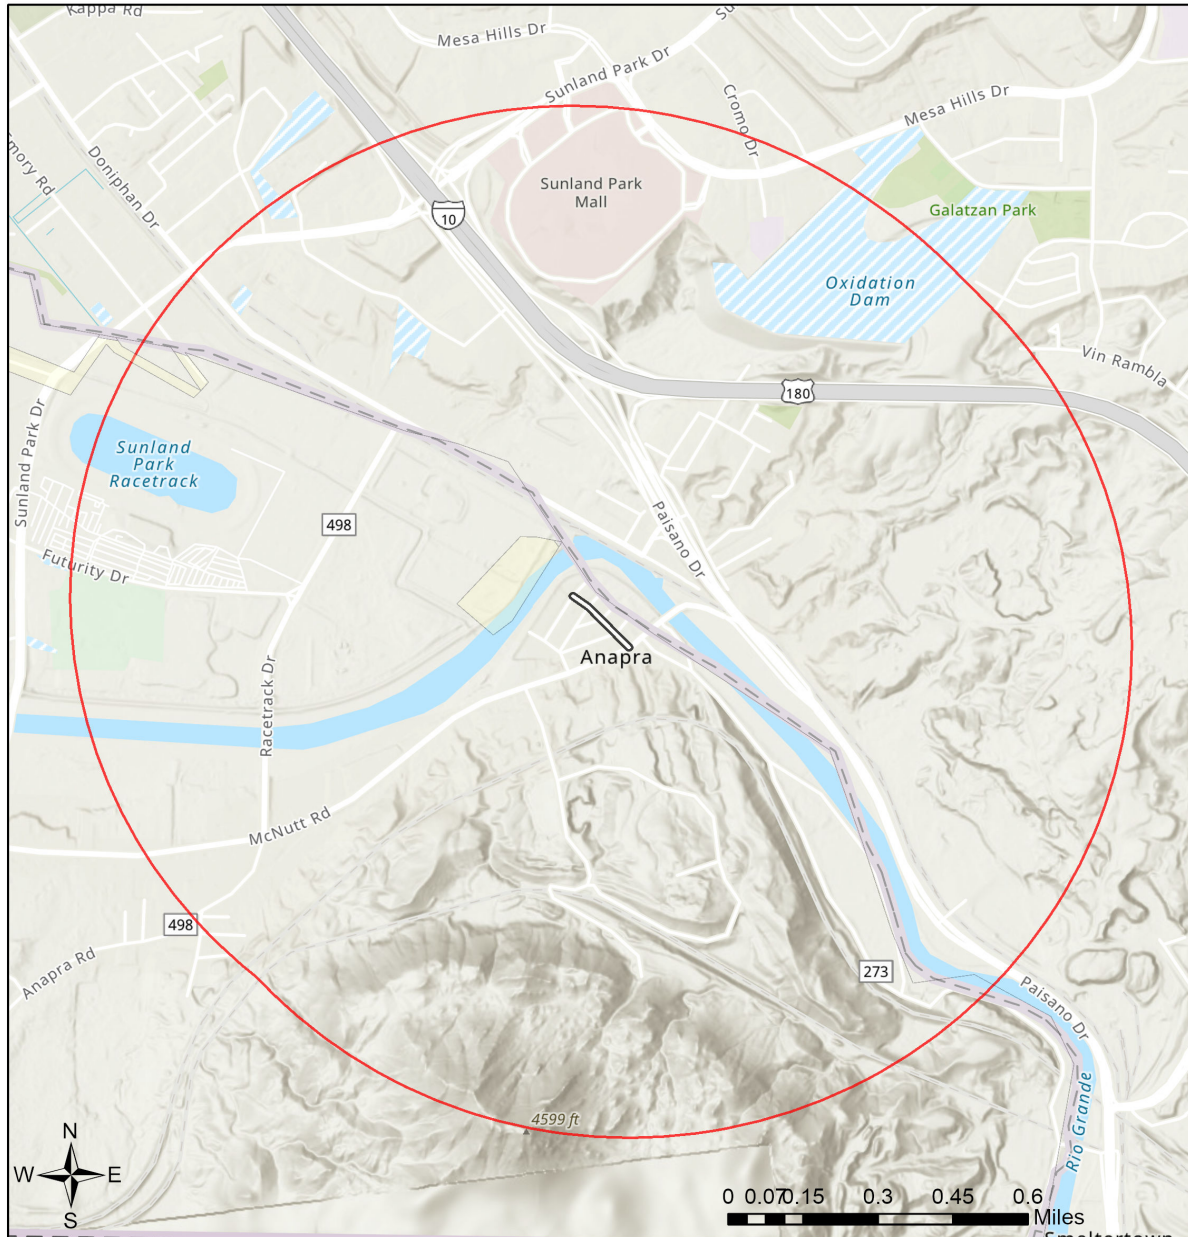 Kappa Rd
Mesa Hills Dr
Sunland Park Dr
Su
Cromo Dr
Mesa Hills Dr
mory Rd
Doniphan Dr
Sunland Park
Mall
10
Galatzan Park
Oxidation
Dam
Vin Rambla
180
Sunland Park Dr
Sunland
Park
Racetrack
498
Paisano Dr
Futurity Dr
Anapra
Racetrack Dr
McNutt Rd
498
Anapra Rd
273
Paisano Dr
4599 ft
Rio Grande
N
W E
S
0 0.07 0.15 0.3 0.45 0.6
Miles
Smeltertown